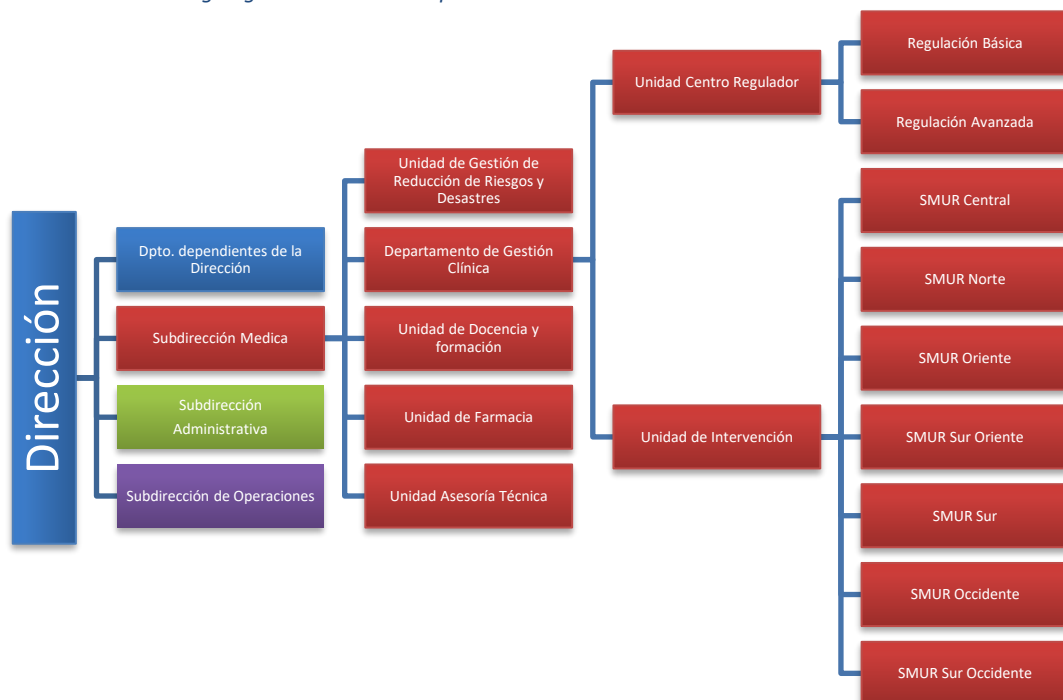 Dirección
Dpto. dependientes de la
Dirección
Subdirección Medica
Subdirección
Administrativa
Subdirección de Operaciones
Unidad de Gestión de
Reducción de Riesgos y
Desastres
Departamento de Gestión
Clínica
Unidad de Docencia y
formación
Unidad de Farmacia
Unidad Asesoría Técnica
Unidad Centro Regulador
Unidad de Intervención
Regulación Básica
Regulación Avanzada
SMUR Central
SMUR Norte
SMUR Oriente
SMUR Sur Oriente
SMUR Sur
SMUR Occidente
SMUR Sur Occidente